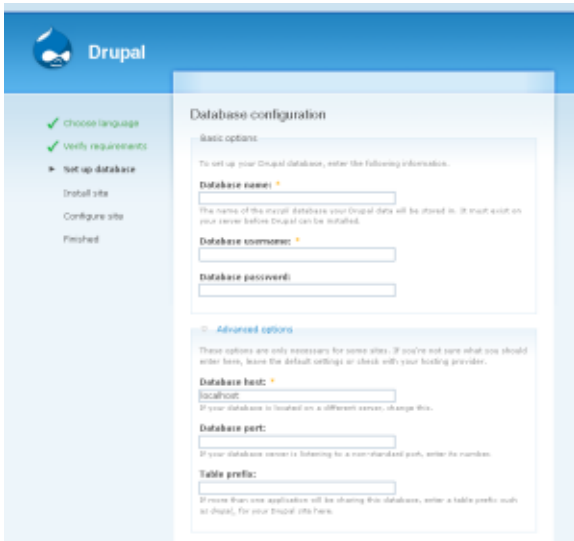 Drupal
Choose language
Verify requirements
Set up database
Install site
Configure site
Finished
Database configuration
Basic options
To set up your Drupal database, enter the following information.
Database name: *
The name of the mysqli database your Drupal data will be stored in. It must exist on
your server before Drupal can be installed.
Database username: *
Database password:
Advanced options
These options are only necessary for some sites. If you're not sure what you should
enter here, leave the default settings or check with your hosting provider.
Database host: *
localhost
If your database is located on a different server, change this.
Database port:
If your database server is listening to a non-standard port, enter its number.
Table prefix:
If more than one application will be sharing this database, enter a table prefix such
as drupal_ for your Drupal site here.